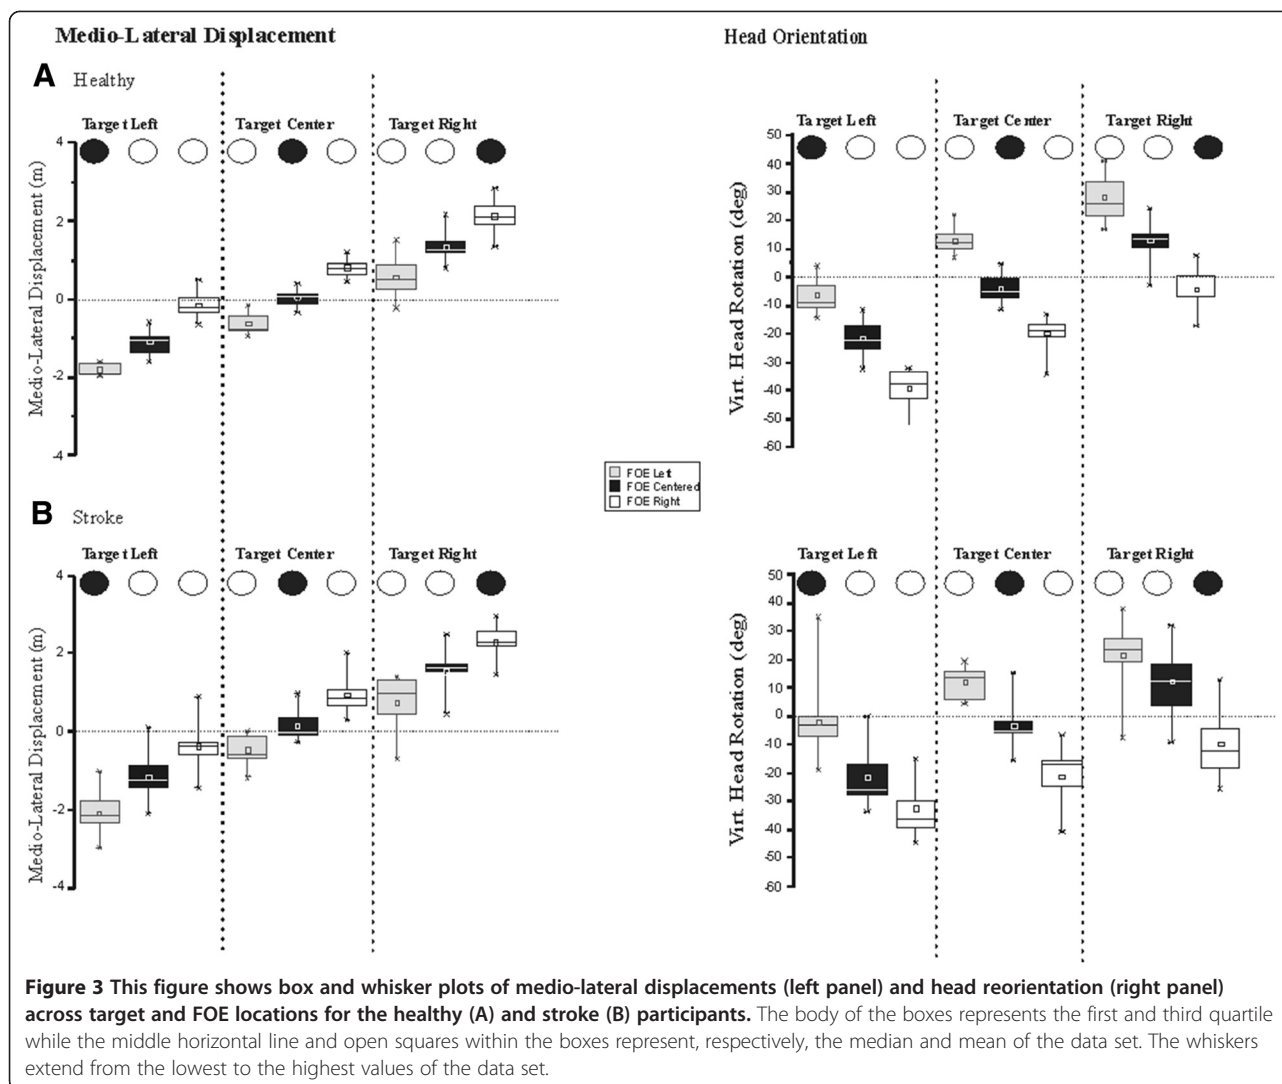 Medio-Lateral Displacement
Head Orientation
A Healthy
Target Left Target Center Target Right
4
2
0
-2
-4
Medio-Lateral Displacement (m)
Target Left Target Center Target Right
50
40
30
20
10
0
-10
-20
-30
-40
-50
-60
Virt. Head Rotation (deg)
FOE Left
FOE Centered
FOE Right
B Stroke
Target Left Target Center Target Right
4
2
0
-2
-4
Medio-Lateral Displacement (m)
Target Left Target Center Target Right
50
40
30
20
10
0
-10
-20
-30
-40
-50
-60
Virt. Head Rotation (deg)
Figure 3 This figure shows box and whisker plots of medio-lateral displacements (left panel) and head reorientation (right panel)
across target and FOE locations for the healthy (A) and stroke (B) participants. The body of the boxes represents the first and third quartile
while the middle horizontal line and open squares within the boxes represent, respectively, the median and mean of the data set. The whiskers
extend from the lowest to the highest values of the data set.